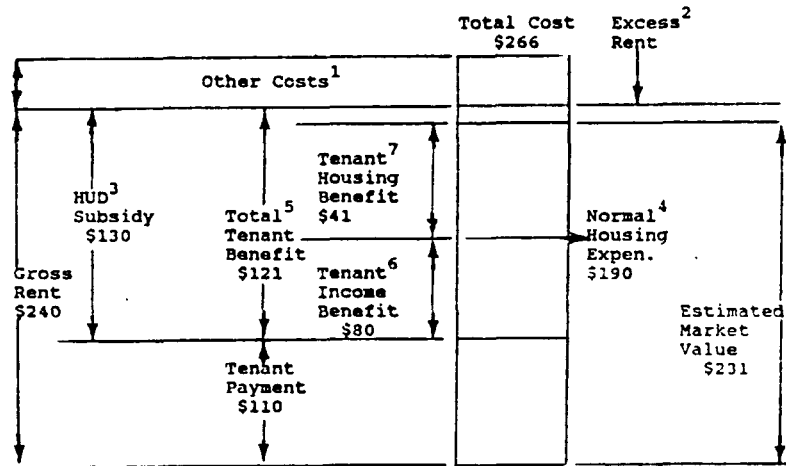 Total Cost
$266
Excess²
Rent
Other Costs¹
HUD³
Subsidy
$130
Total⁵
Tenant
Benefit
$121
Tenant⁷
Housing
Benefit
$41
Normal⁴
Housing
Expen.
$190
Gross
Rent
$240
Tenant⁶
Income
Benefit
$80
Estimated
Market
Value
$231
Tenant
Payment
$110